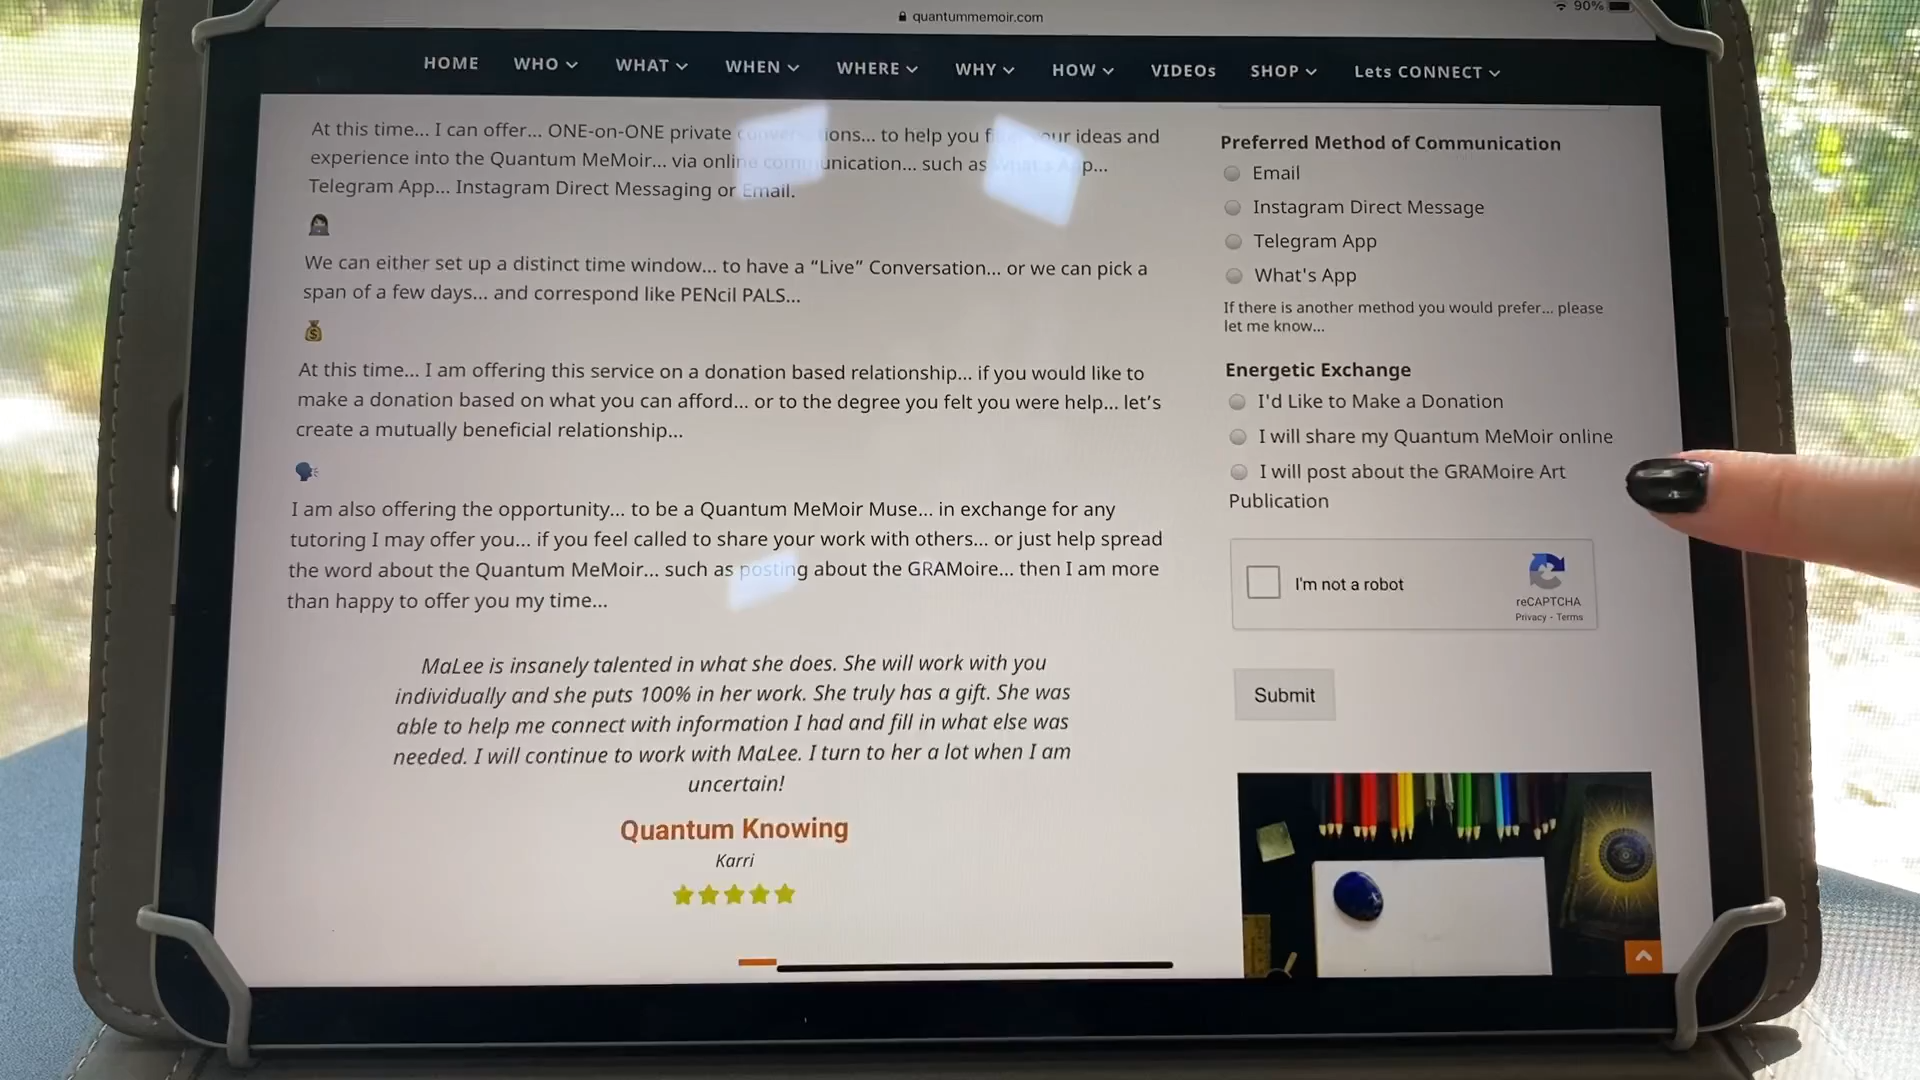 quantummemoir.com
90%
HOME WHO WHAT WHEN WHERE WHY HOW VIDEOs SHOP Lets CONNECT
At this time... I can offer... ONE-on-ONE private conversations... to help you your ideas and
experience into the Quantum MeMoir... via online communication... such as What's App...
Telegram App... Instagram Direct Messaging or Email.
We can either set up a distinct time window... to have a “Live” Conversation... or we can pick a
span of a few days... and correspond like PENcil PALS...
At this time... I am offering this service on a donation based relationship... if you would like to
make a donation based on what you can afford... or to the degree you felt you were help... let’s
create a mutually beneficial relationship...
I am also offering the opportunity... to be a Quantum MeMoir Muse... in exchange for any
tutoring I may offer you... if you feel called to share your work with others... or just help spread
the word about the Quantum MeMoir... such as posting about the GRAMoire... then I am more
than happy to offer you my time...
MaLee is insanely talented in what she does. She will work with you
individually and she puts 100% in her work. She truly has a gift. She was
able to help me connect with information I had and fill in what else was
needed. I will continue to work with MaLee. I turn to her a lot when I am
uncertain!
Quantum Knowing
Karri
Preferred Method of Communication
Email
Instagram Direct Message
Telegram App
What's App
If there is another method you would prefer... please
let me know...
Energetic Exchange
I'd Like to Make a Donation
I will share my Quantum MeMoir online
I will post about the GRAMoire Art
Publication
I'm not a robot
reCAPTCHA
Privacy - Terms
Submit